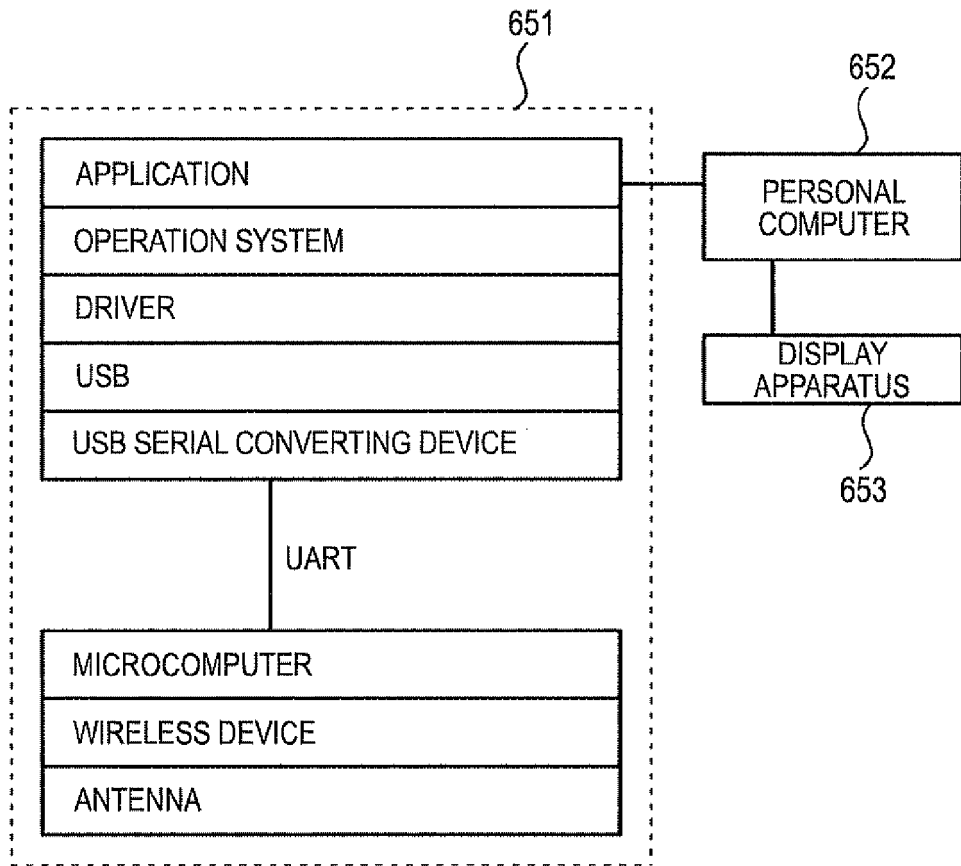 651
652
APPLICATION
OPERATION SYSTEM
DRIVER
USB
USB SERIAL CONVERTING DEVICE
PERSONAL
COMPUTER
DISPLAY
APPARATUS
653
UART
MICROCOMPUTER
WIRELESS DEVICE
ANTENNA